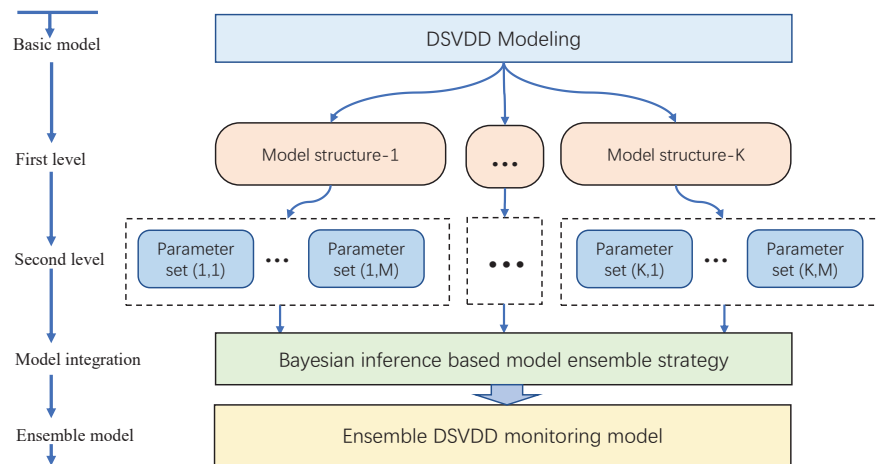 Basic model
DSVDD Modeling
First level
Model structure-1
...
Model structure-K
Second level
Parameter
set (1,1)
...
Parameter
set (1,M)
...
Parameter
set (K,1)
...
Parameter
set (K,M)
Model integration
Bayesian inference based model ensemble strategy
Ensemble model
Ensemble DSVDD monitoring model